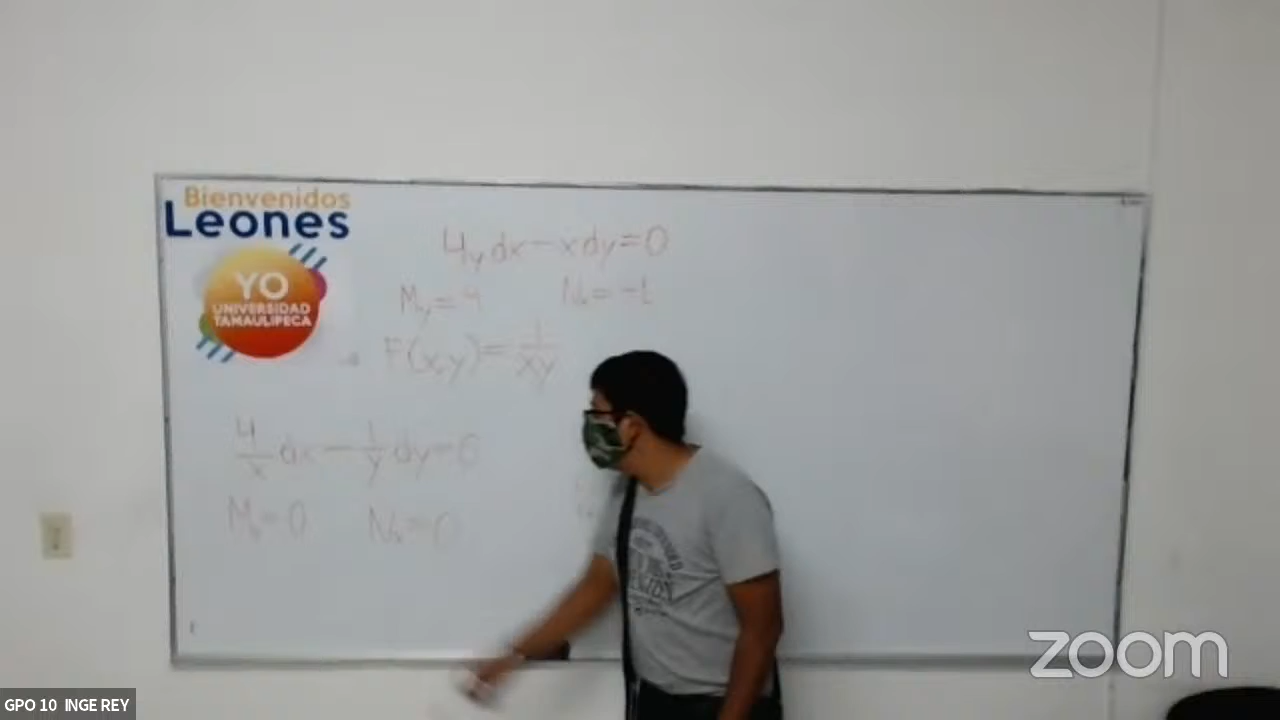 Bienvenidos
Leones
YO
UNIVERSIDAD
TAMAULIPECA
4y dx - x dy = 0
My = 4 Nx = -1
F(x,y) = 1/xy
4/x dx - 1/y dy = 0
My = 0 Nx = 0
zoom
GPO 10 INGE REY